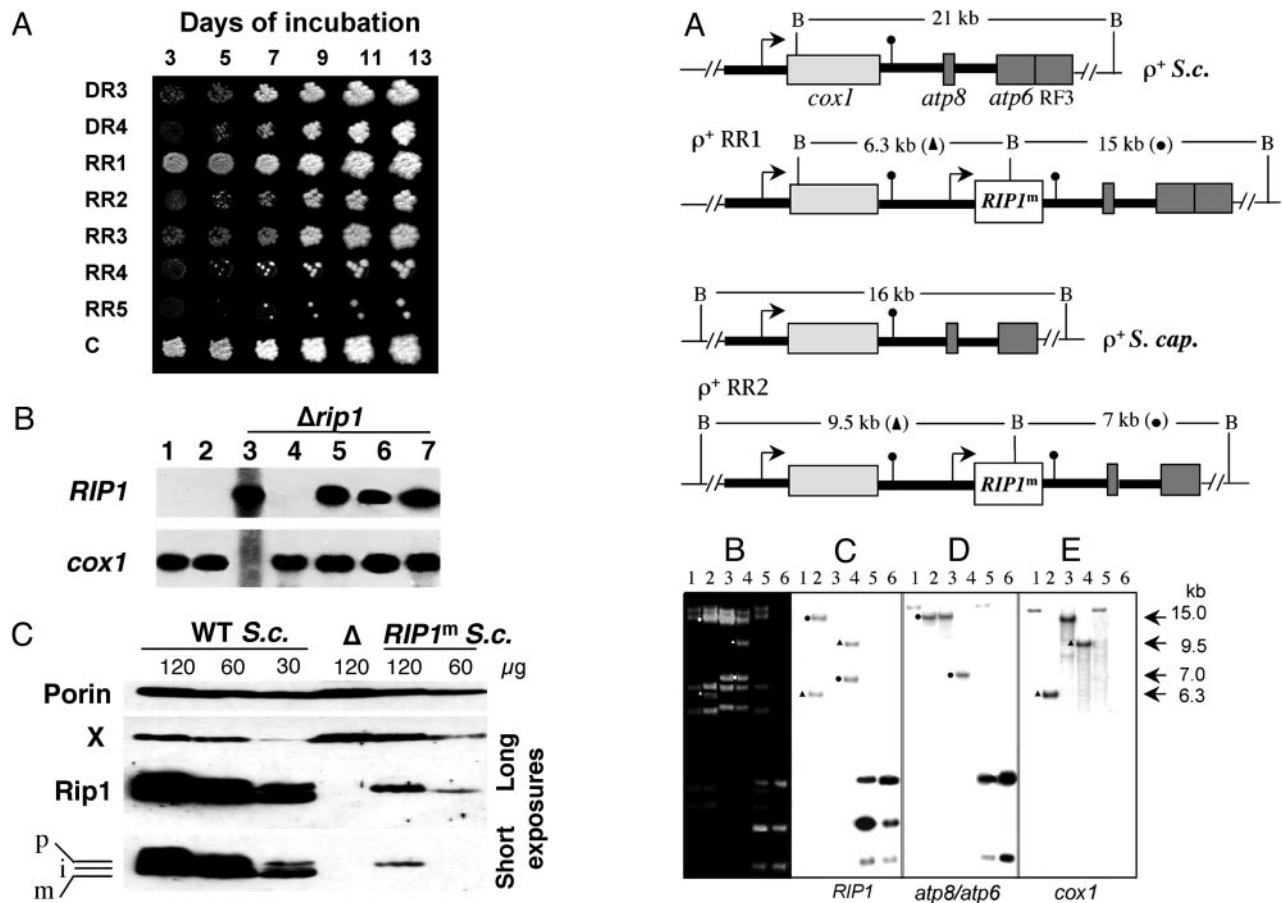 A
Days of incubation
3 5 7 9 11 13
DR3
DR4
RR1
RR2
RR3
RR4
RR5
C
B
Δrip1
1 2 3 4 5 6 7
RIP1
cox1
C
WT S.c. Δ RIP1ᵐ S.c.
120 60 30 120 120 60 µg
Porin
X
Rip1
Long
Short
exposures
p
i
m
A
B 21 kb B
ρ⁺ S.c.
cox1 atp8 atp6 RF3
ρ⁺ RR1
B 6.3 kb (▲) B 15 kb (●) B
RIP1ᵐ
B 16 kb B
ρ⁺ S. cap.
ρ⁺ RR2
B 9.5 kb (▲) B 7 kb (●) B
RIP1ᵐ
B C D E
1 2 3 4 5 6 1 2 3 4 5 6 1 2 3 4 5 6 1 2 3 4 5 6 kb
15.0
9.5
7.0
6.3
RIP1 atp8/atp6 cox1